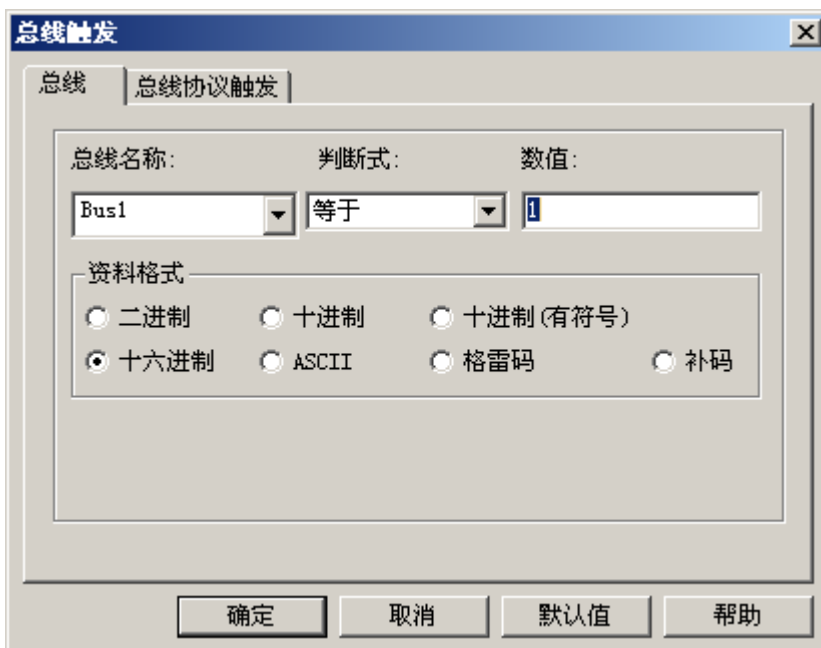 总线触发
总线 总线协议触发
总线名称: 判断式: 数值:
Bus1 等于 1
资料格式
二进制 十进制 十进制(有符号)
十六进制 ASCII 格雷码 补码
确定 取消 默认值 帮助